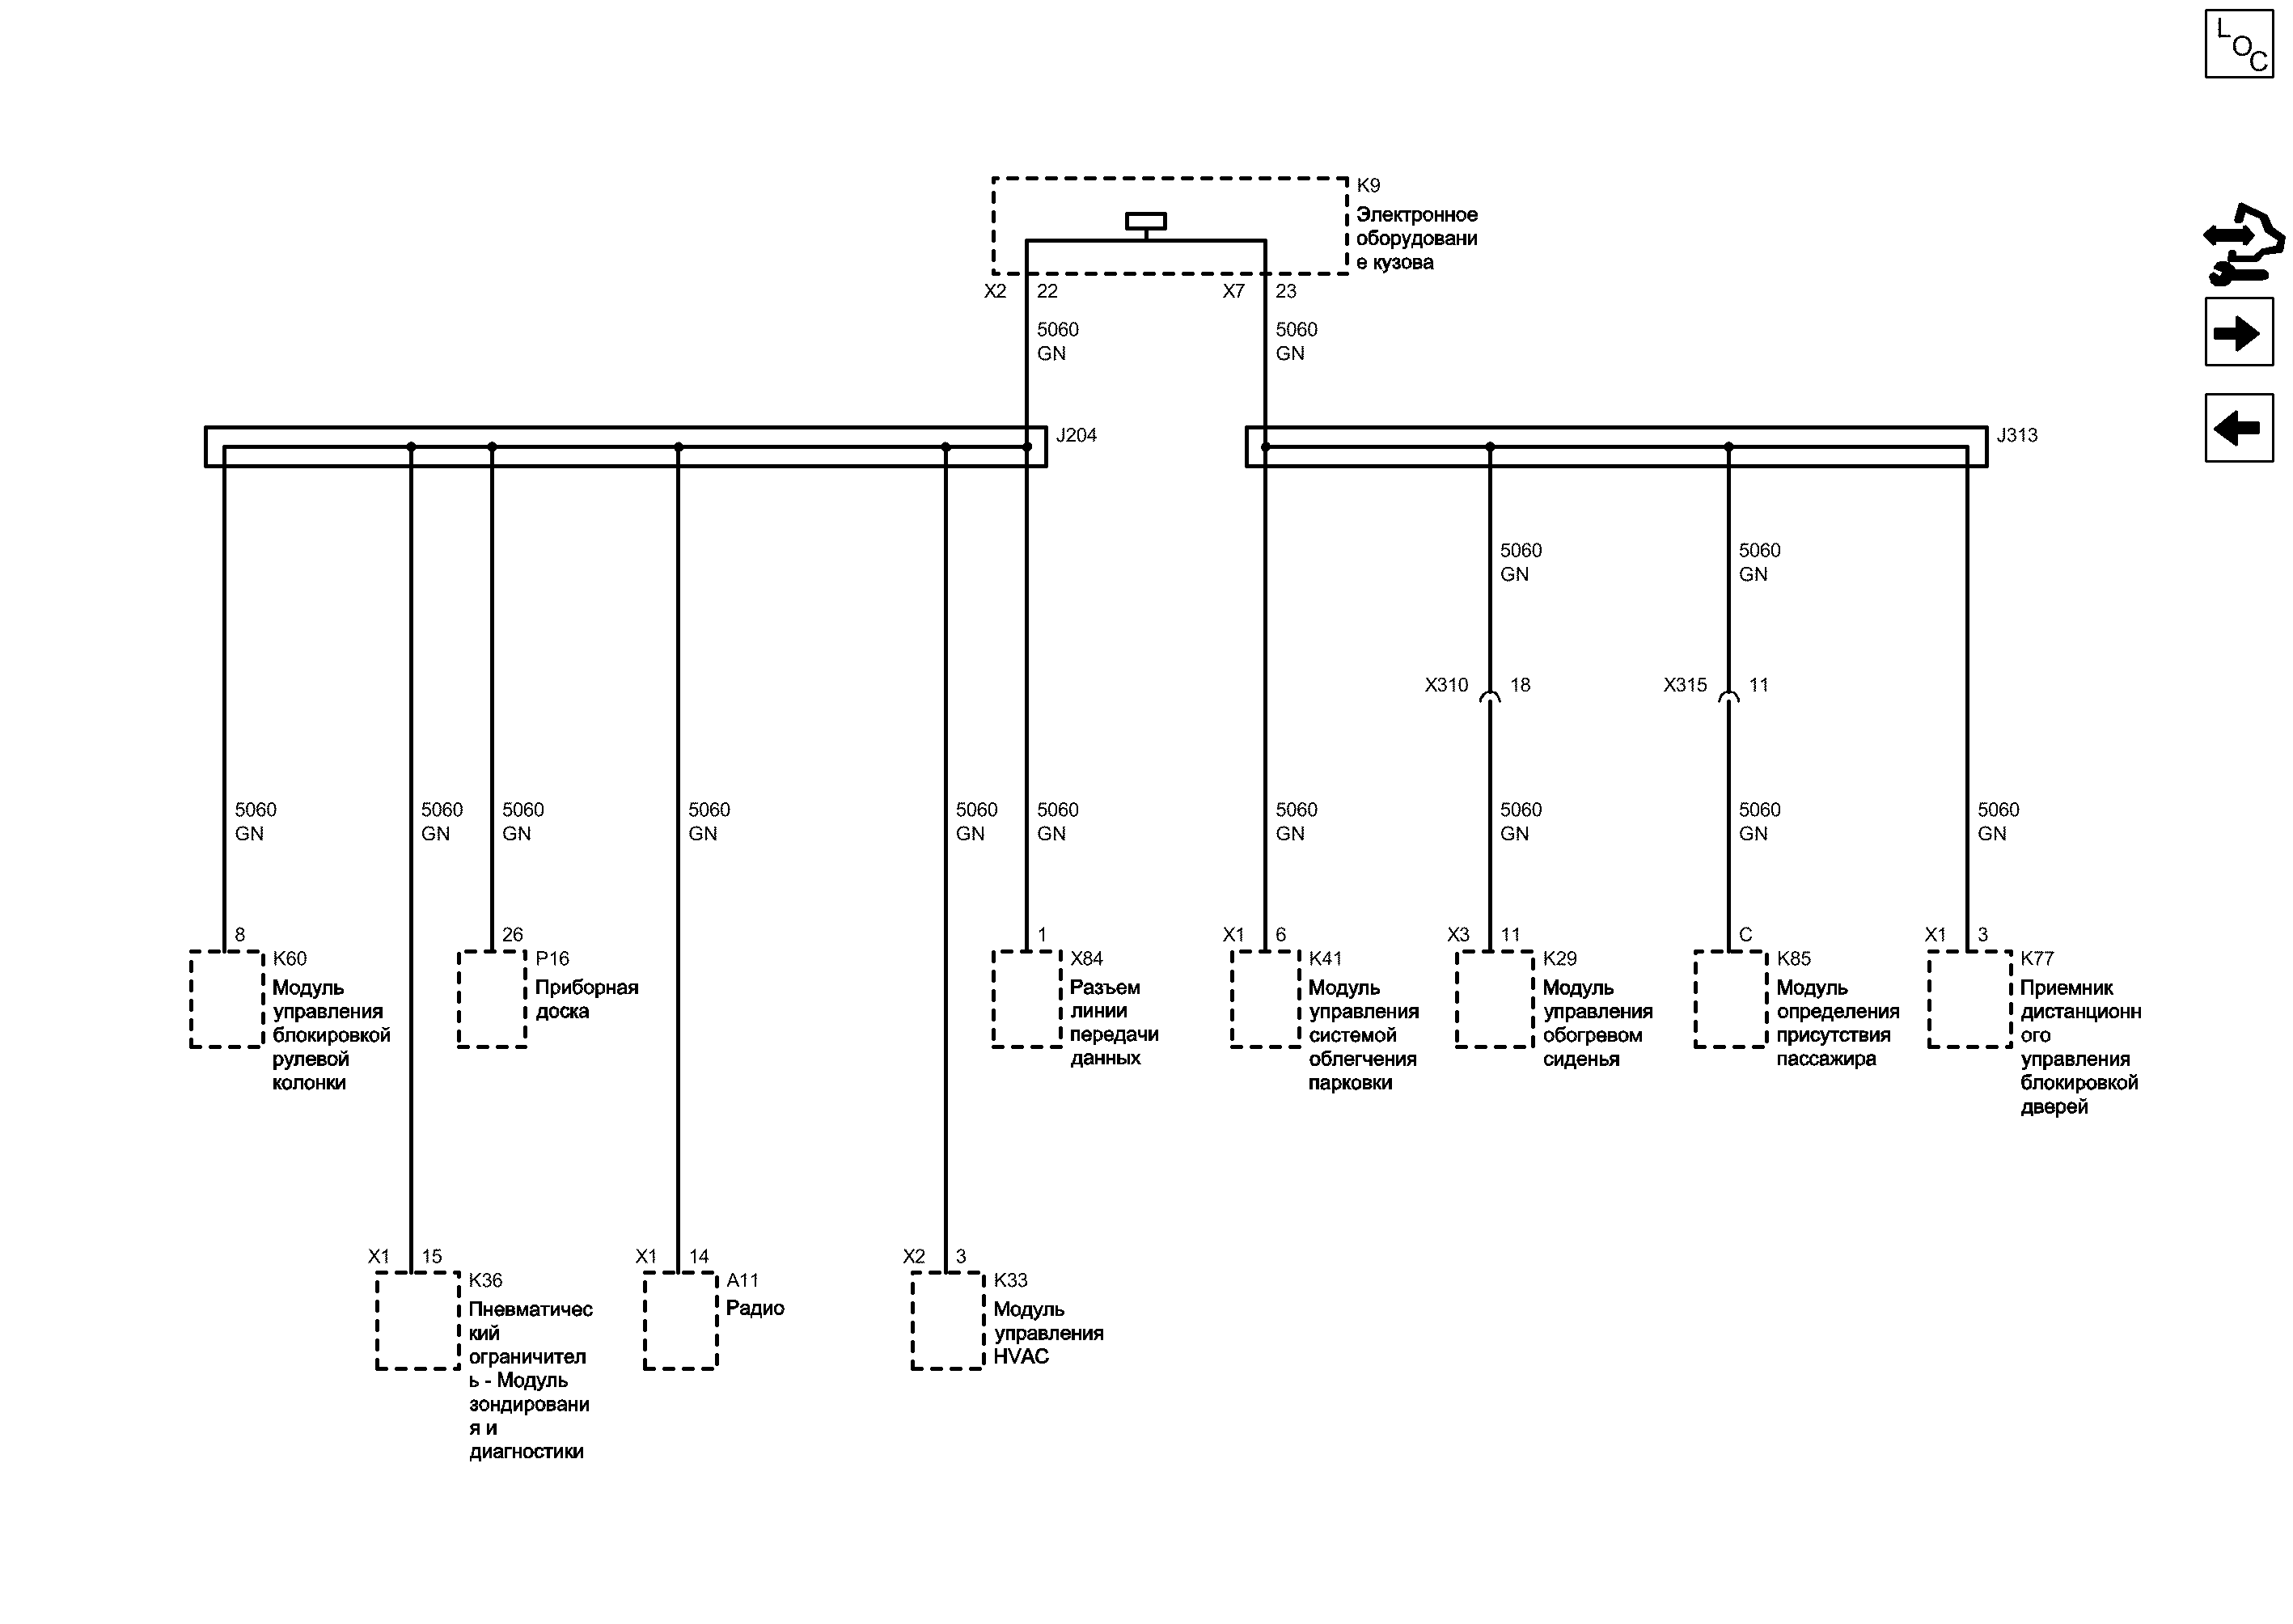 L
O
C
K9
Электронное
оборудовани
е кузова
X2 22
X7 23
5060
GN
5060
GN
J204
J313
5060
GN
5060
GN
X310 18
X315 11
5060
GN
5060
GN
5060
GN
5060
GN
5060
GN
5060
GN
5060
GN
5060
GN
5060
GN
5060
GN
8
K60
Модуль
управления
блокировкой
рулевой
колонки
26
P16
Приборная
доска
1
X84
Разъем
линии
передачи
данных
X1 6
K41
Модуль
управления
системой
облегчения
парковки
X3 11
K29
Модуль
управления
обогревом
сиденья
C
K85
Модуль
определения
присутствия
пассажира
X1 3
K77
Приемник
дистанционн
ого
управления
блокировкой
дверей
X1 15
K36
Пневматичес
кий
ограничител
ь - Модуль
зондировани
я и
диагностики
X1 14
A11
Радио
X2 3
K33
Модуль
управления
HVAC